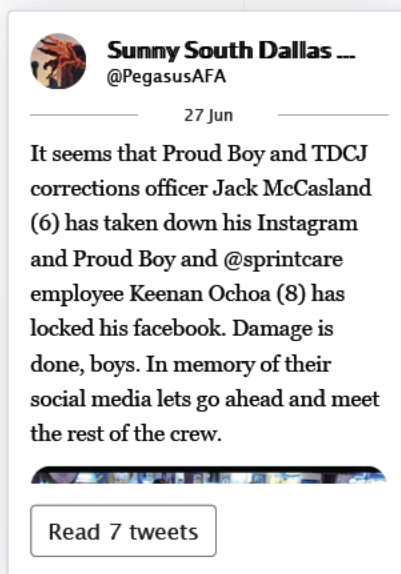 Sunny South Dallas ...
@PegasusAFA
27 Jun
It seems that Proud Boy and TDCJ
corrections officer Jack McCasland
(6) has taken down his Instagram
and Proud Boy and @sprintcare
employee Keenan Ochoa (8) has
locked his facebook. Damage is
done, boys. In memory of their
social media lets go ahead and meet
the rest of the crew.
Read 7 tweets